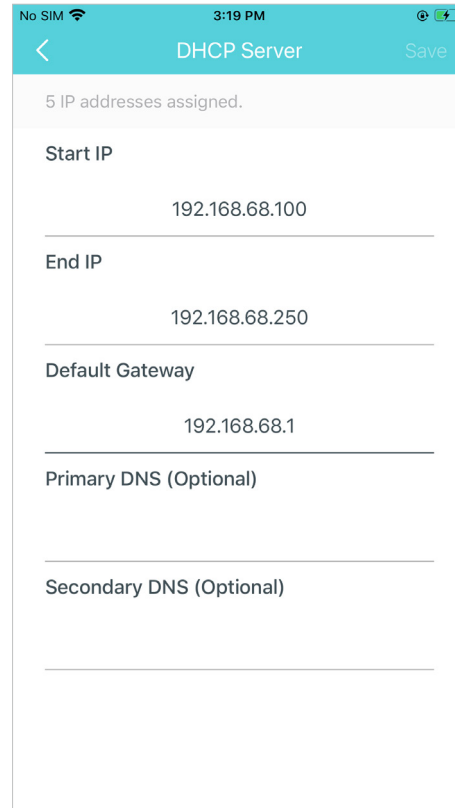 No SIM 3:19 PM
DHCP Server Save
5 IP addresses assigned.
Start IP
192.168.68.100
End IP
192.168.68.250
Default Gateway
192.168.68.1
Primary DNS (Optional)
Secondary DNS (Optional)